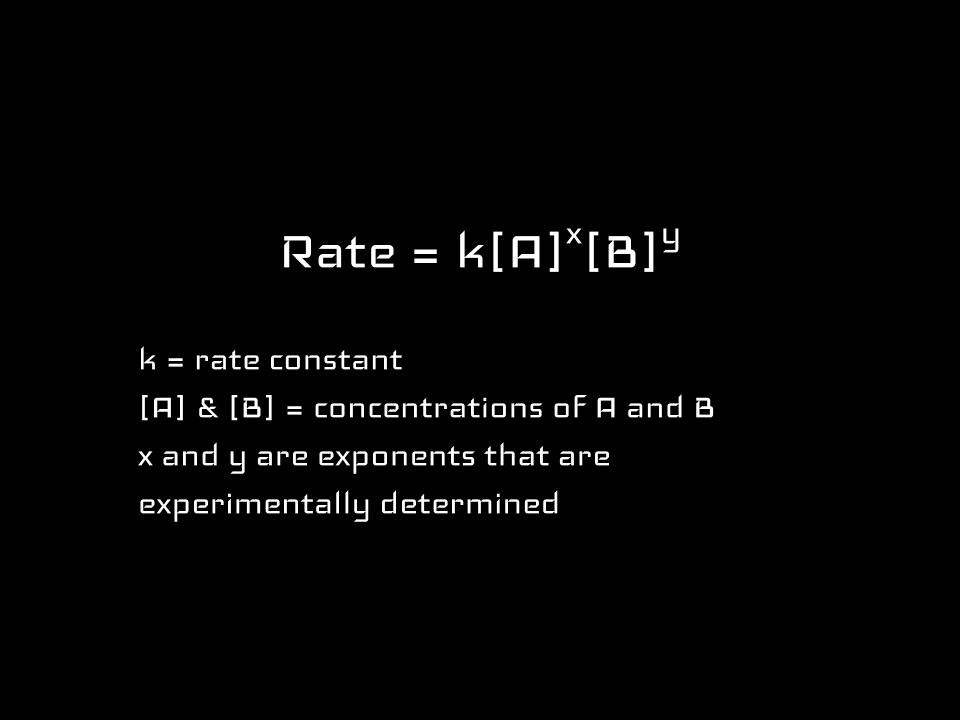 Rate = k[A]ˣ[B]ʸ
k = rate constant
[A] & [B] = concentrations of A and B
x and y are exponents that are
experimentally determined